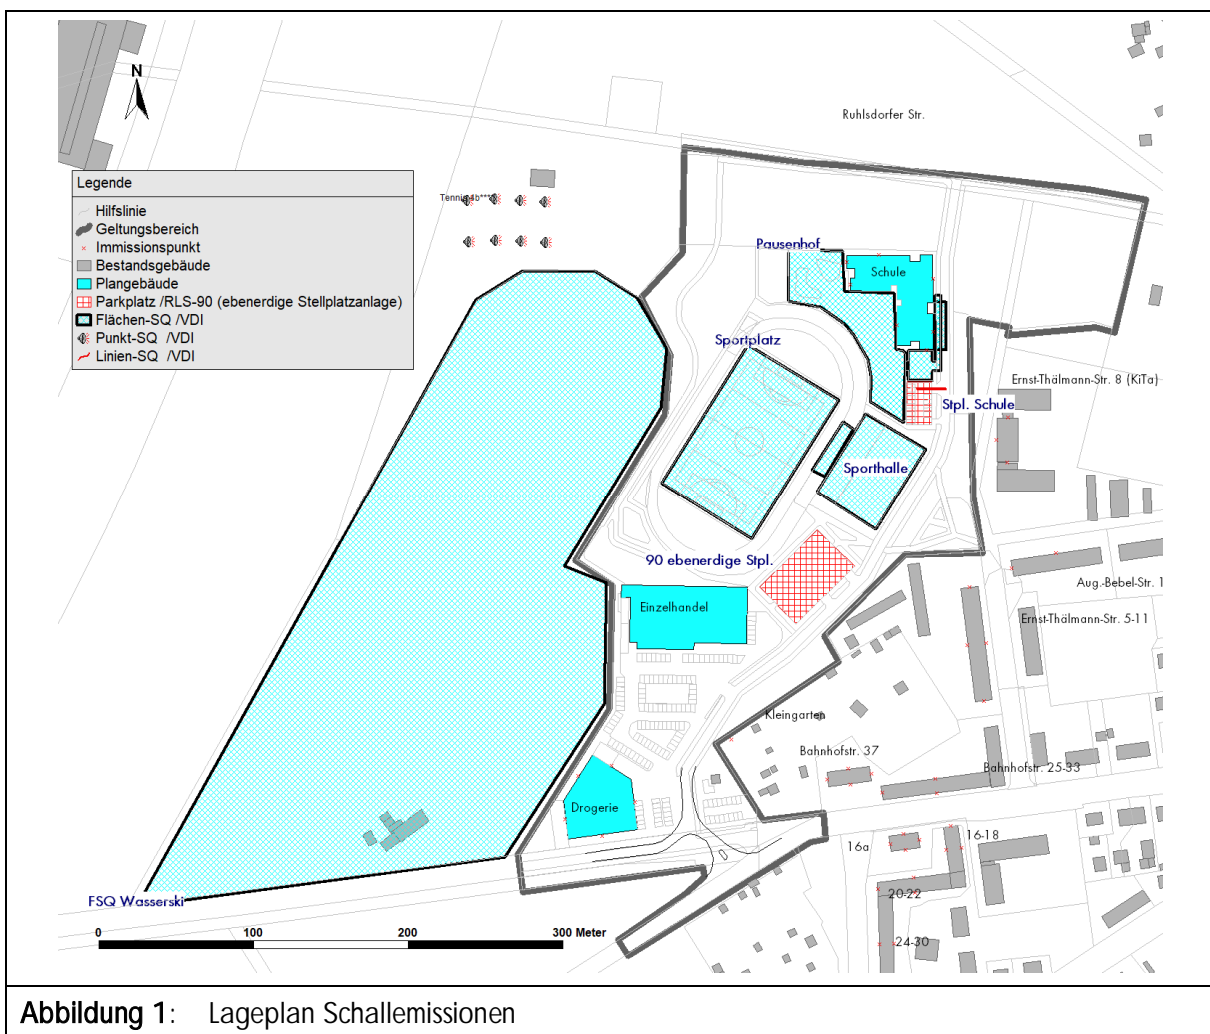 N
Ruhlsdorfer Str.
Legende
Hilfslinie
Geltungsbereich
Immissionspunkt
Bestandsgebäude
Plangebäude
Parkplatz /RLS-90 (ebenerdige Stellplatzanlage)
Flächen-SQ /VDI
Punkt-SQ /VDI
Linien-SQ /VDI
Pausenhof
Schule
Sportplatz
Ernst-Thälmann-Str. 8 (KiTa)
Stpl. Schule
Sporthalle
90 ebenerdige Stpl.
Aug.-Bebel-Str. 1
Einzelhandel
Ernst-Thälmann-Str. 5-11
Kleingarten
Bahnhofstr. 37
Bahnhofstr. 25-33
Drogerie
16-18
16a
20-22
FSQ Wasserski
24-30
0 100 200 300 Meter
Abbildung 1: Lageplan Schallemissionen